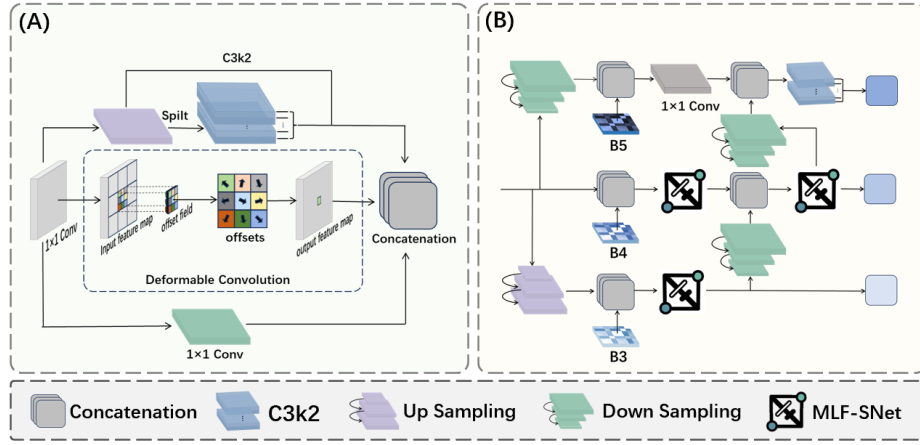 (A)
C3k2
Spilt
1×1 Conv
Input feature map
offset field
offsets
output feature map
Concatenation
Deformable Convolution
1×1 Conv
(B)
1×1 Conv
B5
B4
B3
Concatenation
C3k2
Up Sampling
Down Sampling
MLF-SNet